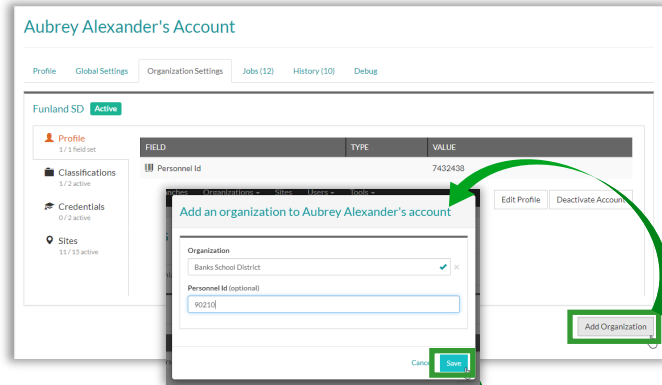 Aubrey Alexander's Account
Profile Global Settings Organization Settings Jobs (12) History (10) Debug
Funland SD Active
Profile
1/1 field set
FIELD TYPE VALUE
Personnel Id 7432438
Classifications
1/2 active
Credentials
0/2 active
Sites
11/15 active
Edit Profile Deactivate Account
Organizations Sites Users Tools
Add an organization to Aubrey Alexander's account
Organization
Banks School District
Personnel Id (optional)
90210
Cancel Save
Add Organization